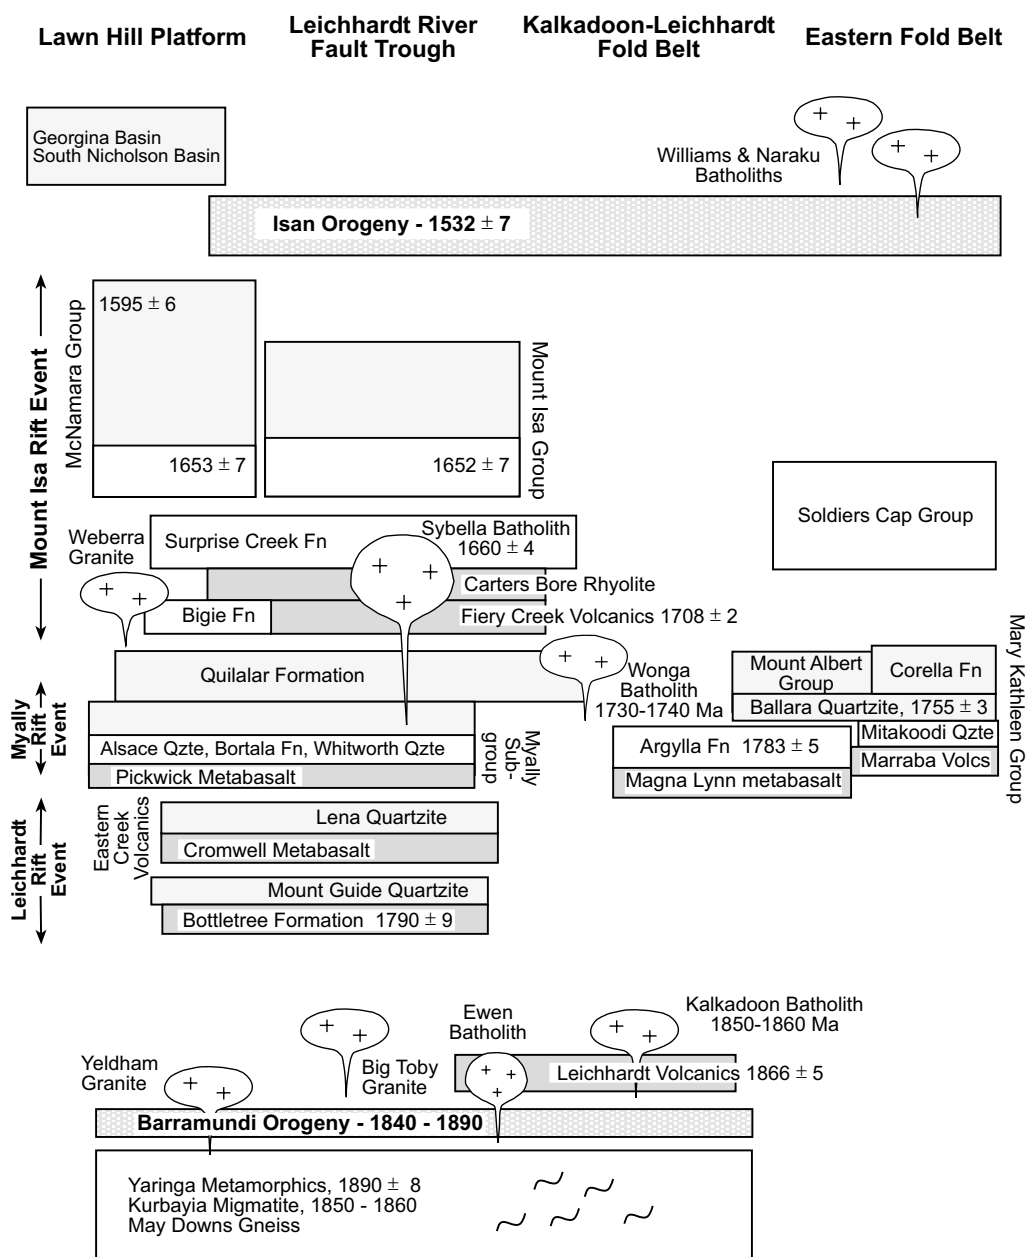 Lawn Hill Platform
Leichhardt River
Fault Trough
Kalkadoon-Leichhardt
Fold Belt
Eastern Fold Belt
Georgina Basin
South Nicholson Basin
Williams & Naraku
Batholiths
Isan Orogeny - 1532 ± 7
Mount Isa Rift Event
McNamara Group
1595 ± 6
1653 ± 7
1652 ± 7
Mount Isa Group
Soldiers Cap Group
Weberra
Granite
Surprise Creek Fn
Sybella Batholith
1660 ± 4
Carters Bore Rhyolite
Bigie Fn
Fiery Creek Volcanics 1708 ± 2
Quilalar Formation
Wonga
Batholith
1730-1740 Ma
Mount Albert
Group
Corella Fn
Ballara Quartzite, 1755 ± 3
Mary Kathleen Group
Myally
Rift
Event
Alsace Qzte, Bortala Fn, Whitworth Qzte
Pickwick Metabasalt
Myally
Sub-
group
Argylla Fn 1783 ± 5
Magna Lynn metabasalt
Mitakoodi Qzte
Marraba Volcs
Leichhardt
Rift
Event
Eastern
Creek
Volcanics
Lena Quartzite
Cromwell Metabasalt
Mount Guide Quartzite
Bottletree Formation 1790 ± 9
Yeldham
Granite
Big Toby
Granite
Ewen
Batholith
Kalkadoon Batholith
1850-1860 Ma
Leichhardt Volcanics 1866 ± 5
Barramundi Orogeny - 1840 - 1890
Yaringa Metamorphics, 1890 ± 8
Kurbayia Migmatite, 1850 - 1860
May Downs Gneiss